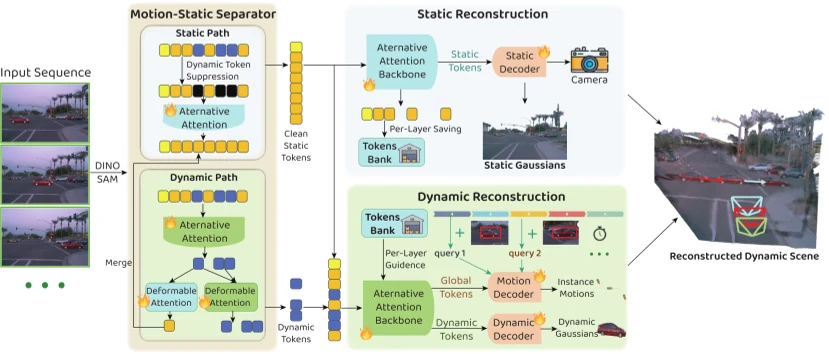 Input Sequence
DINO
SAM
Motion-Static Separator
Static Path
Dynamic Token
Suppression
Aternative
Attention
Clean
Static
Tokens
Dynamic Path
Aternative
Attention
Deformable
Attention
Deformable
Attention
Merge
Dynamic
Tokens
Static Reconstruction
Aternative
Attention
Backbone
Static
Tokens
Static
Decoder
Camera
Per-Layer Saving
Tokens
Bank
Static Gaussians
Dynamic Reconstruction
Tokens
Bank
Per-Layer
Guidence
query 1
query 2
Aternative
Attention
Backbone
Global
Tokens
Motion
Decoder
Instance
Motions
Dynamic
Tokens
Dynamic
Decoder
Dynamic
Gaussians
Reconstructed Dynamic Scene